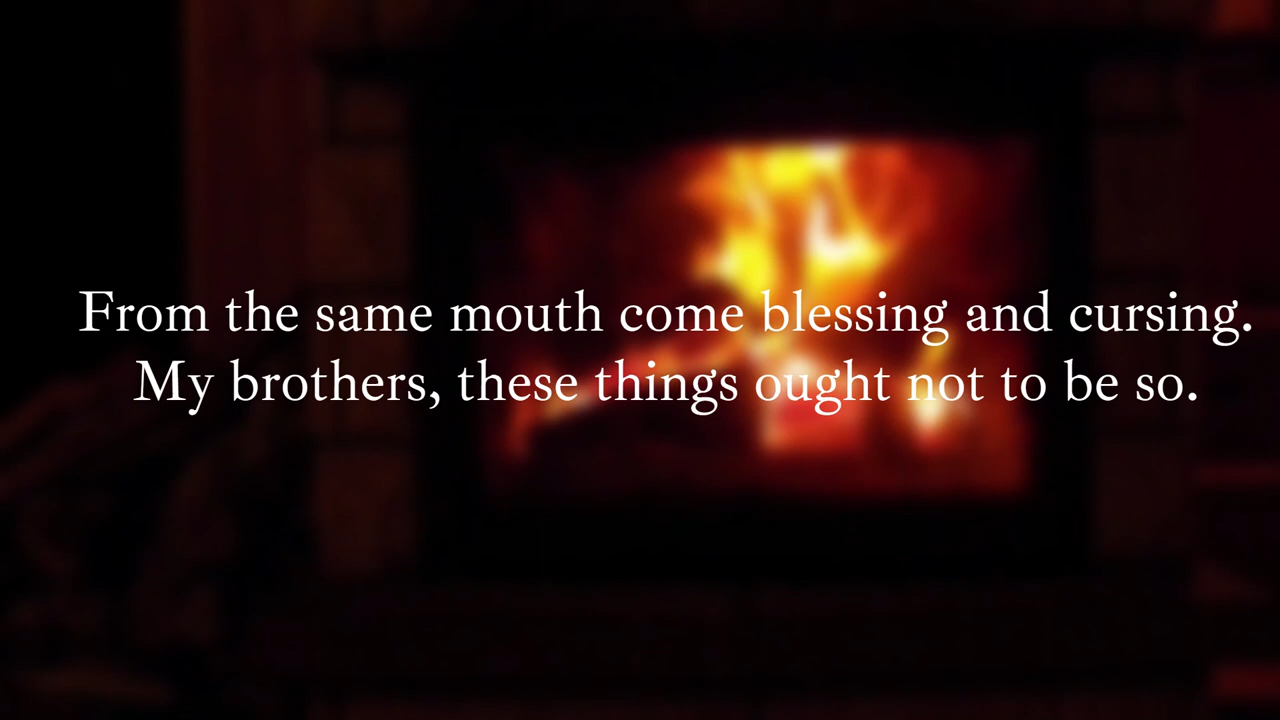 From the same mouth come blessing and cursing.
My brothers, these things ought not to be so.